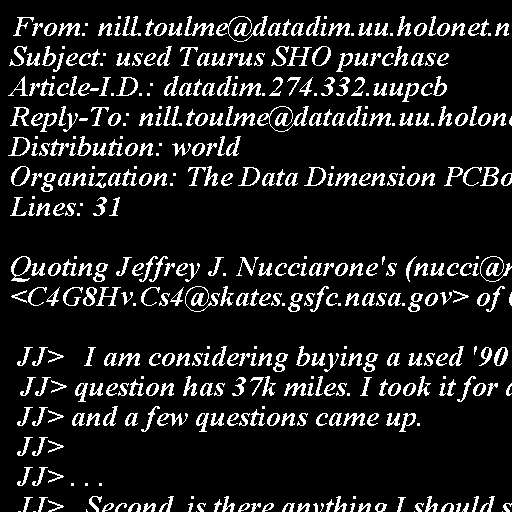 From: nill.toulme@datadim.uu.holonet.n
Subject: used Taurus SHO purchase
Article-I.D.: datadim.274.332.uupcb
Reply-To: nill.toulme@datadim.uu.holon
Distribution: world
Organization: The Data Dimension PCBo
Lines: 31

Quoting Jeffrey J. Nucciarone's (nucci@
<C4G8Hv.Cs4@skates.gsfc.nasa.gov> of

JJ>   I am considering buying a used '90
JJ> question has 37k miles. I took it for
JJ> and a few questions came up.
JJ>
JJ> . . .
JJ>   Second, is there anything I should